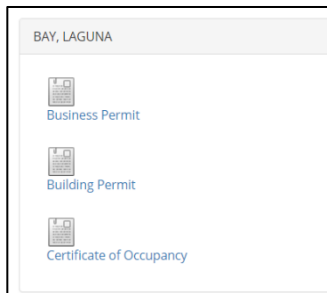 BAY, LAGUNA
Business Permit
Building Permit
Certificate of Occupancy